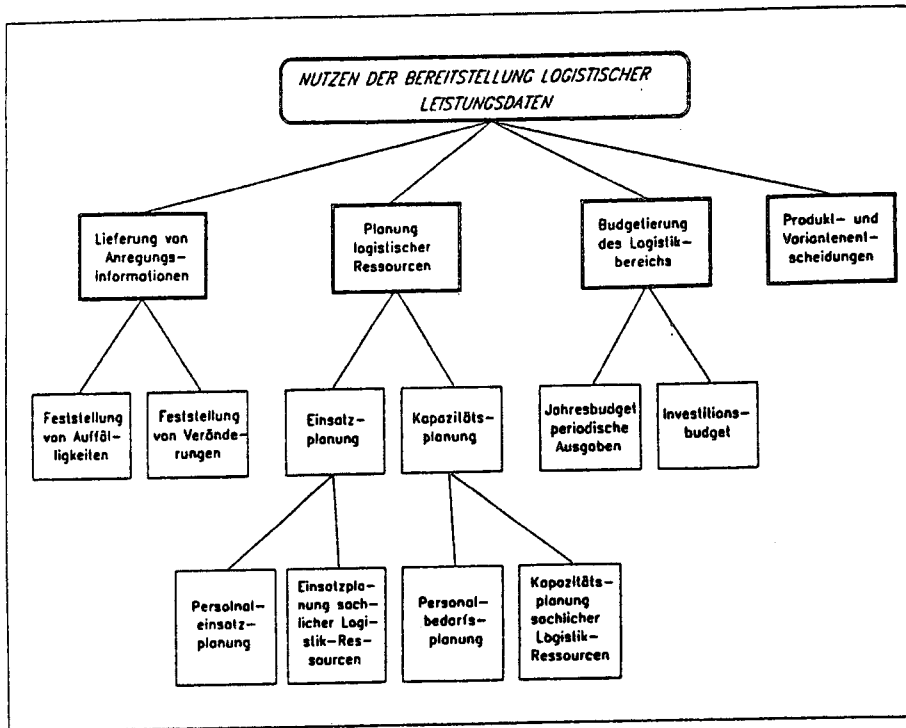 NUTZEN DER BEREITSTELLUNG LOGISTISCHER
LEISTUNGSDATEN
Lieferung von
Anregungs-
informationen
Planung
logistischer
Ressourcen
Budgetierung
des Logistik-
bereichs
Produkt- und
Variantenent-
scheidungen
Feststellung
von Auffäl-
ligkeiten
Feststellung
von Verände-
rungen
Einsatz-
planung
Kapazitäts-
planung
Jahresbudget
periodische
Ausgaben
Investitions-
budget
Persolnal-
einsatz-
planung
Einsatzpla-
nung sach-
licher Logi-
stik-Res-
sourcen
Personal-
bedarfs-
planung
Kapazitäts-
planung
sachlicher
Logistik-
Ressourcen